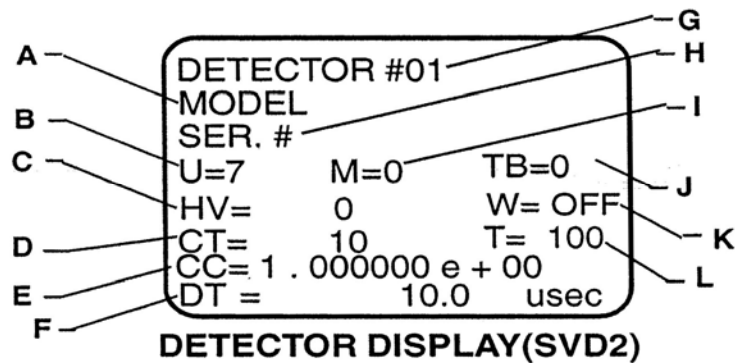 G
A
DETECTOR #01
H
MODEL
B
SER. #
I
U=7 M=0 TB=0
C
J
HV= 0 W= OFF
D
CT= 10 T= 100
K
E
CC= 1 . 000000 e + 00
L
F
DT = 10.0 usec
DETECTOR DISPLAY(SVD2)